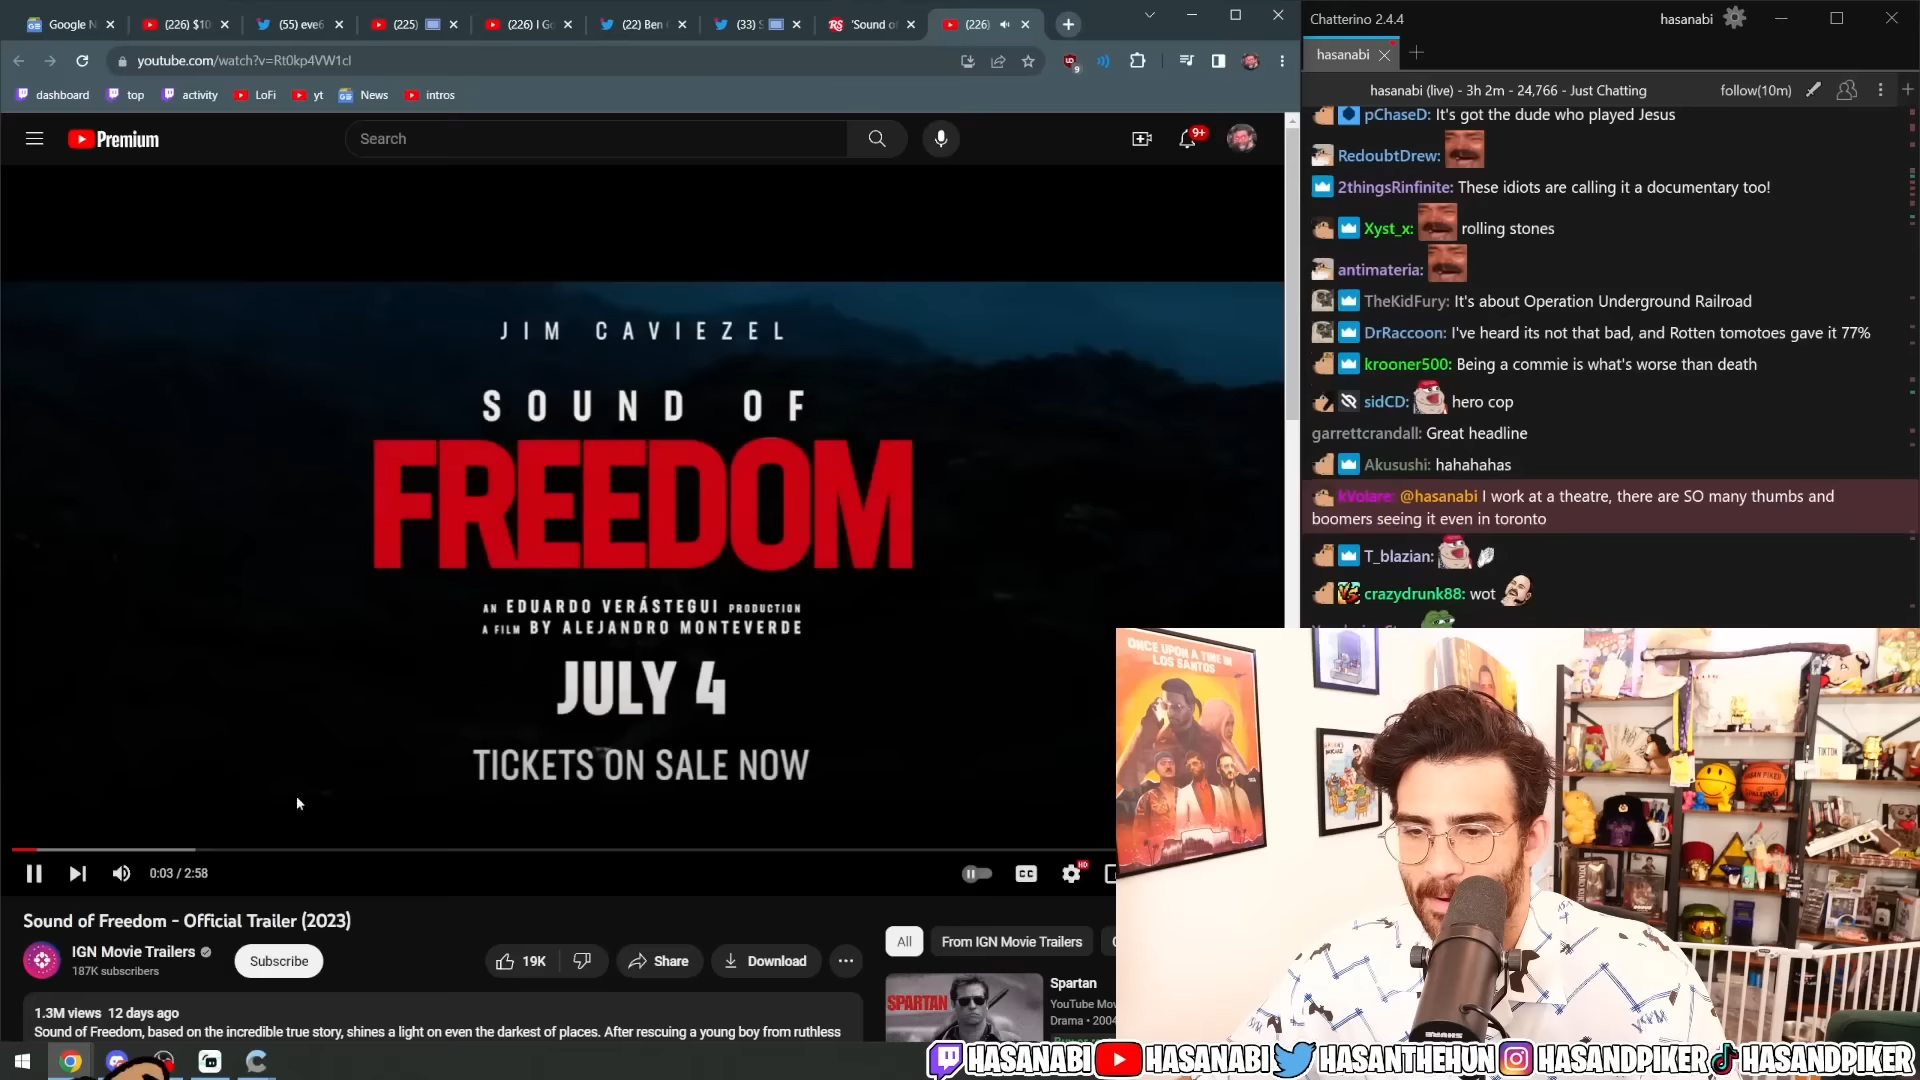 Google N
(226) $10
(55) eve6
(225)
(226) I Go
(22) Ben
(33) S
RS 'Sound of
(226)
youtube.com/watch?v=Rt0kp4VW1cI
9
dashboard
top
activity
LoFi
yt
News
intros
Premium
Search
9+
JIM CAVIEZEL
SOUND OF
FREEDOM
AN EDUARDO VERÁSTEGUI PRODUCTION
A FILM BY ALEJANDRO MONTEVERDE
JULY 4
TICKETS ON SALE NOW
0:03 / 2:58
CC
HD
Sound of Freedom - Official Trailer (2023)
IGN Movie Trailers
187K subscribers
Subscribe
19K
Share
Download
1.3M views 12 days ago
Sound of Freedom, based on the incredible true story, shines a light on even the darkest of places. After rescuing a young boy from ruthless
All
From IGN Movie Trailers
SPARTAN
Spartan
YouTube Mov
Drama • 2004
Chatterino 2.4.4
hasanabi
hasanabi
hasanabi (live) - 3h 2m - 24,766 - Just Chatting
follow(10m)
pChaseD: It's got the dude who played Jesus
RedoubtDrew:
2thingsRinfinite: These idiots are calling it a documentary too!
Xyst_x: rolling stones
antimateria:
TheKidFury: It's about Operation Underground Railroad
DrRaccoon: I've heard its not that bad, and Rotten tomotoes gave it 77%
krooner500: Being a commie is what's worse than death
sidCD: hero cop
garrettcrandall: Great headline
Akusushi: hahahahas
kVolare: @hasanabi I work at a theatre, there are SO many thumbs and
boomers seeing it even in toronto
T_blazian:
crazydrunk88: wot
ONCE UPON A TIME IN
LOS SANTOS
TIKTOK
HASANABI
HASANABI
HASANTHEHUN
HASANDPIKER
HASANDPIKER